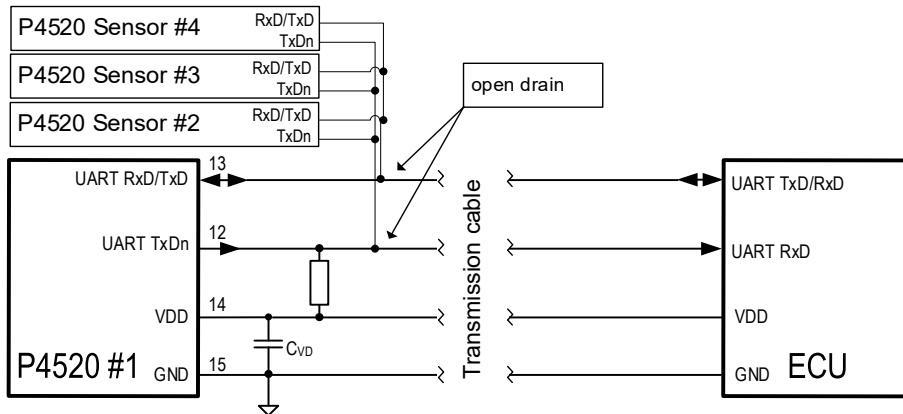 P4520 Sensor #4
RxD/TxD
TxDn
P4520 Sensor #3
RxD/TxD
TxDn
P4520 Sensor #2
RxD/TxD
TxDn
open drain
UART RxD/TxD
13
UART TxDn
12
VDD
14
CVD
P4520 #1
GND
15
Transmission cable
UART TxD/RxD
UART RxD
VDD
GND
ECU